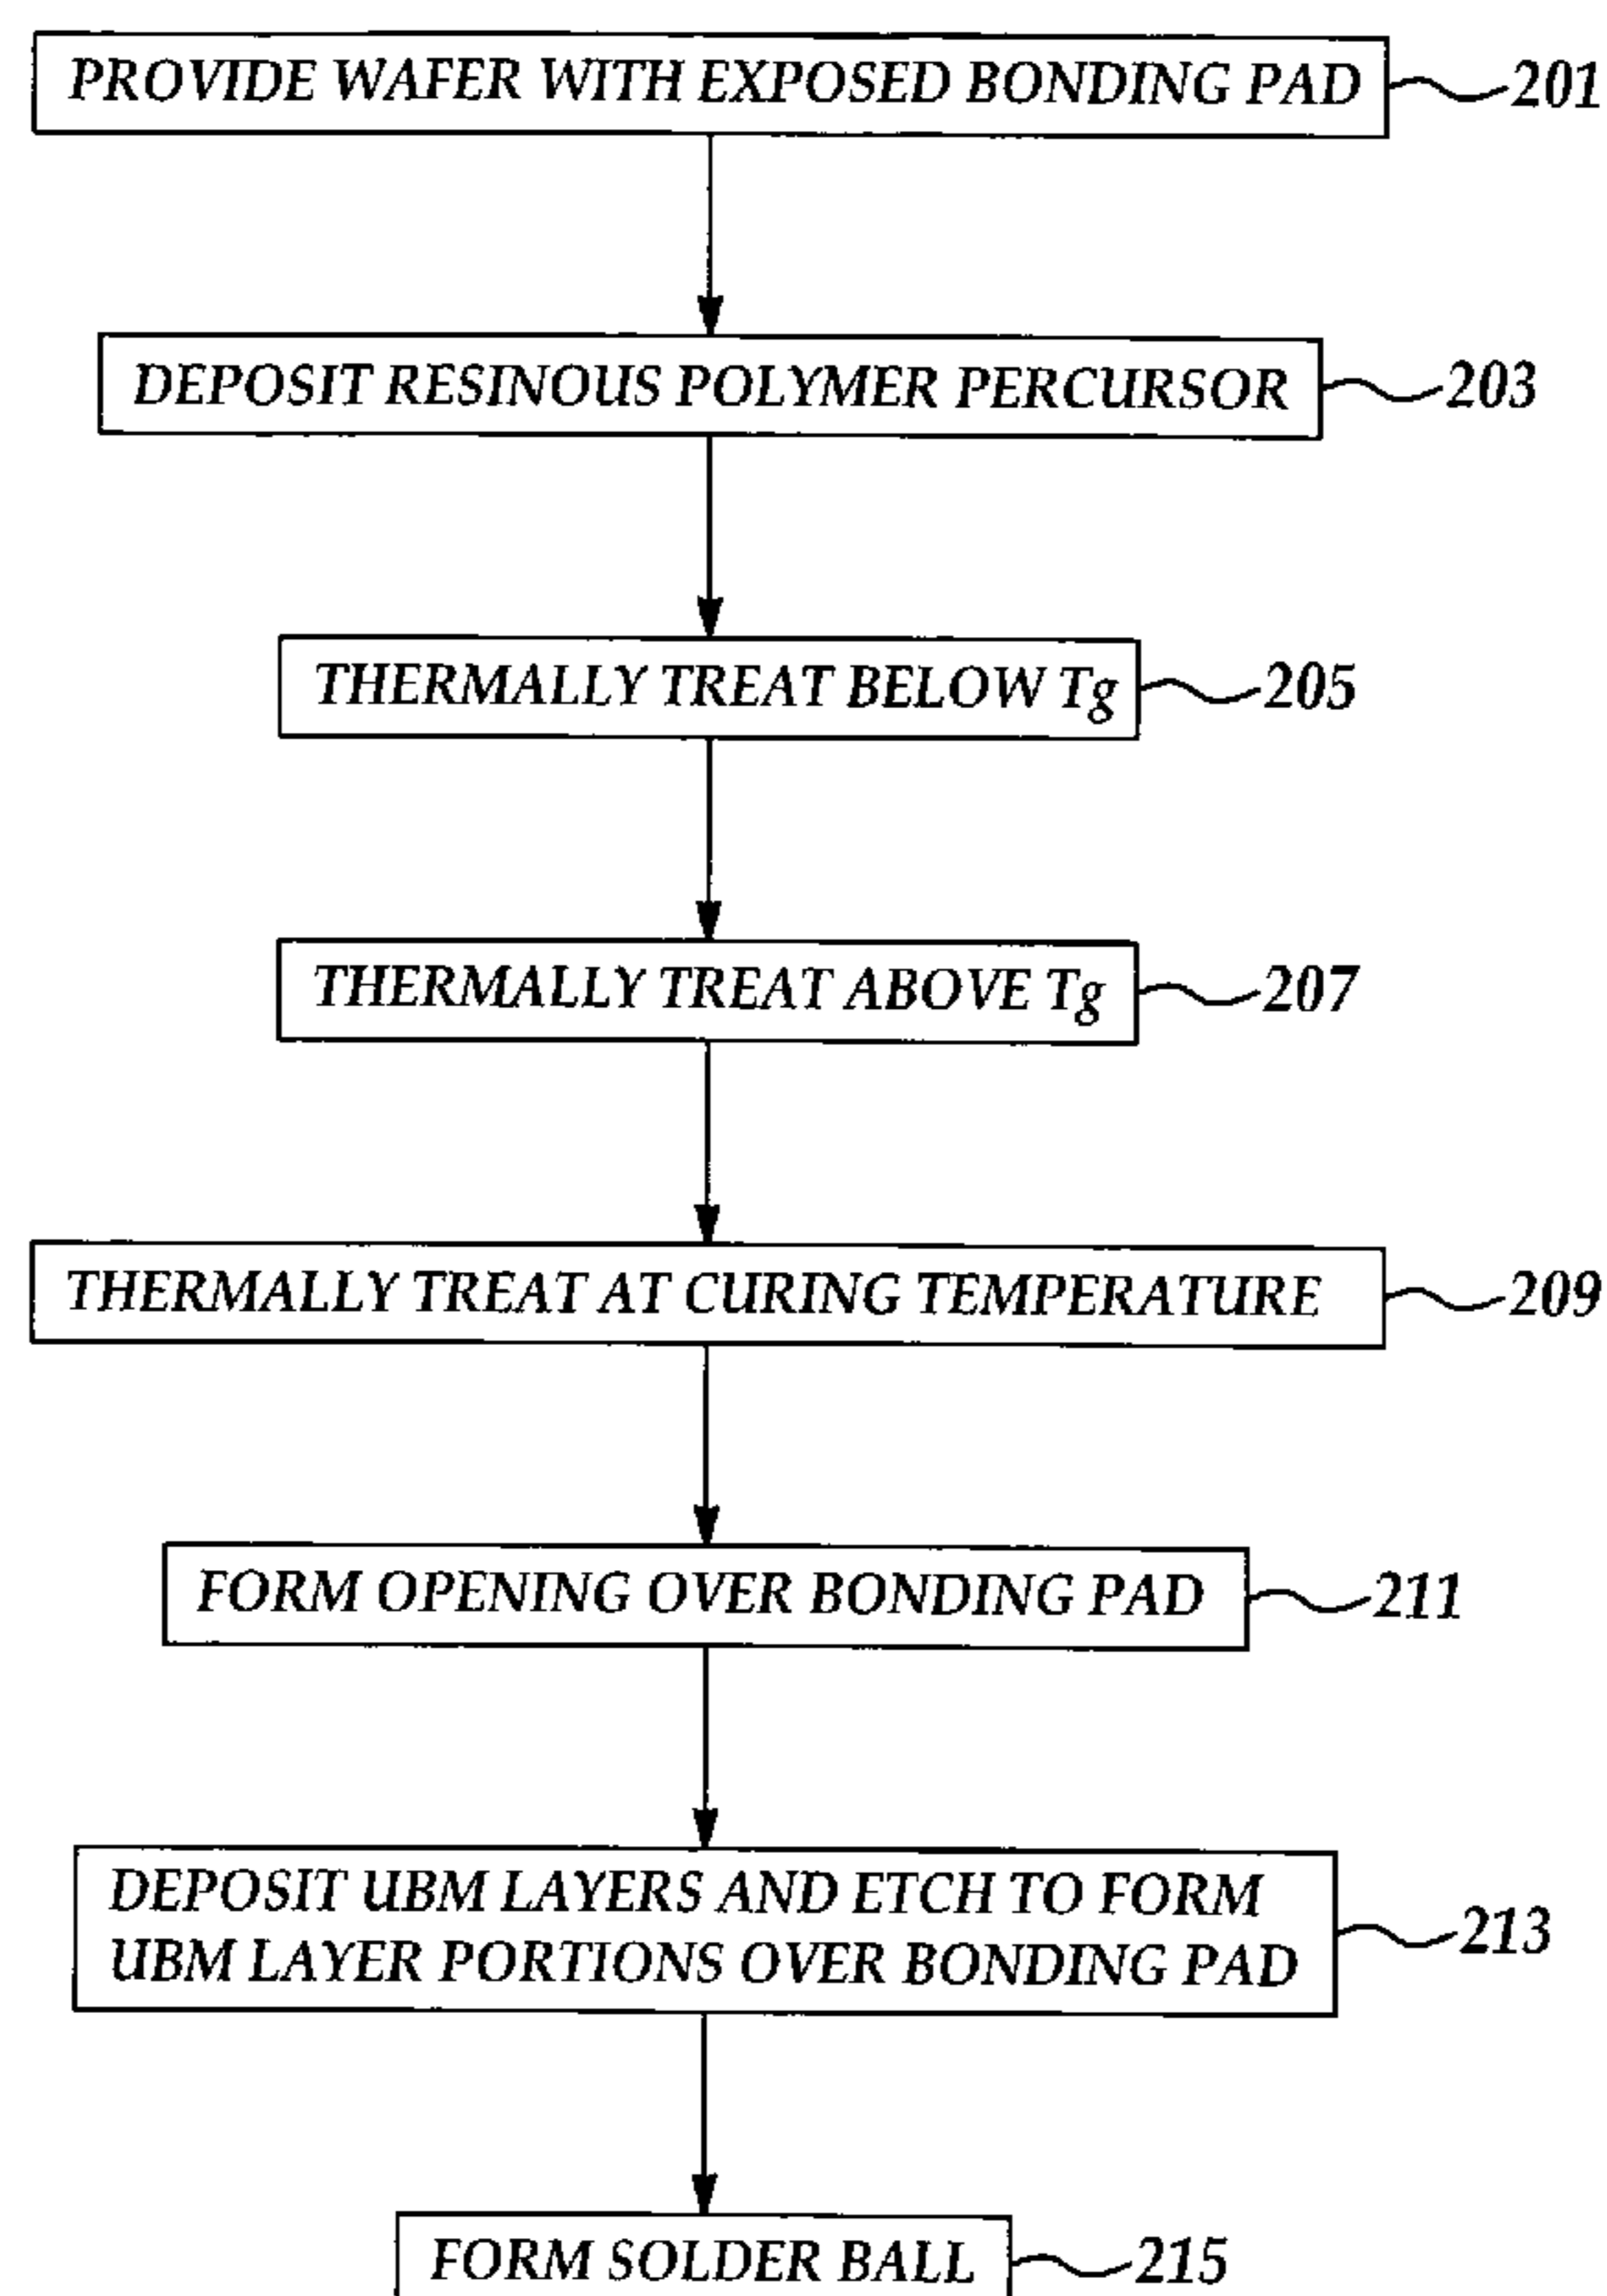 PROVIDE WAFER WITH EXPOSED BONDING PAD 201
DEPOSIT RESINOUS POLYMER PERCURSOR 203
THERMALLY TREAT BELOW Tg 205
THERMALLY TREAT ABOVE Tg 207
THERMALLY TREAT AT CURING TEMPERATURE 209
FORM OPENING OVER BONDING PAD 211
DEPOSIT UBM LAYERS AND ETCH TO FORM
UBM LAYER PORTIONS OVER BONDING PAD 213
FORM SOLDER BALL 215